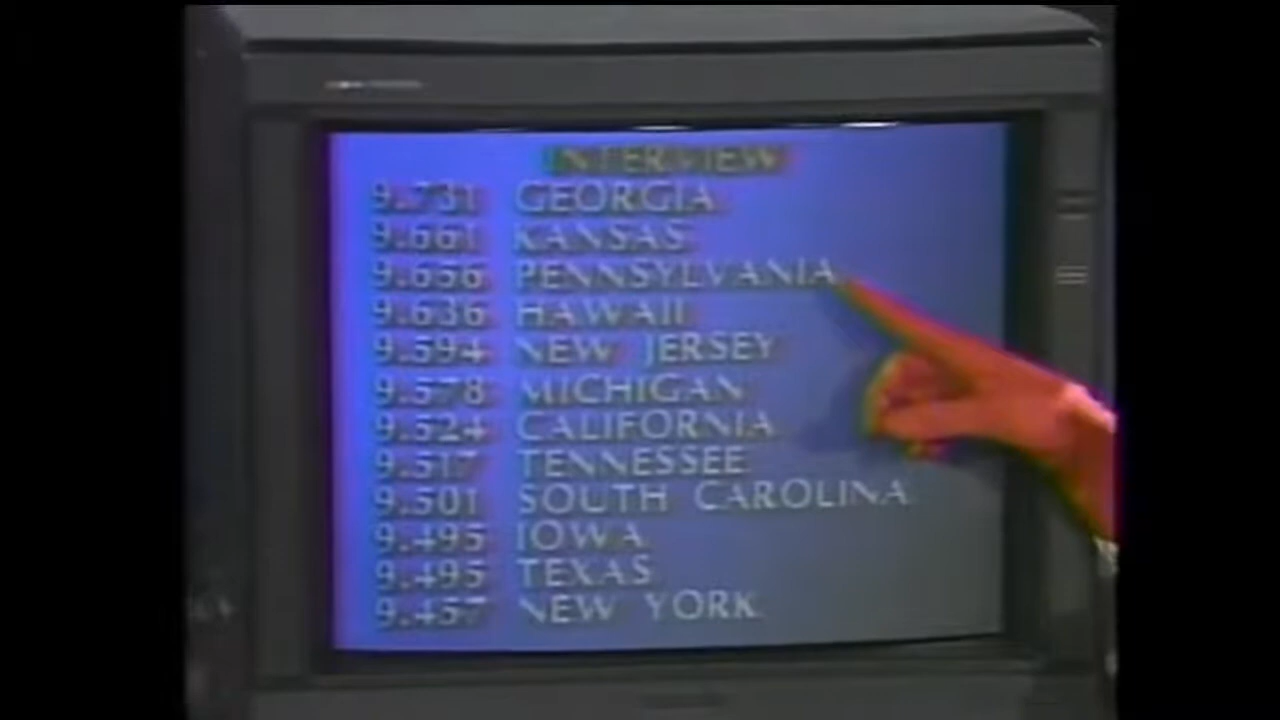 INTERVIEW
9.731 GEORGIA
9.661 KANSAS
9.656 PENNSYLVANIA
9.636 HAWAII
9.594 NEW JERSEY
9.578 MICHIGAN
9.524 CALIFORNIA
9.517 TENNESSEE
9.501 SOUTH CAROLINA
9.495 IOWA
9.495 TEXAS
9.457 NEW YORK